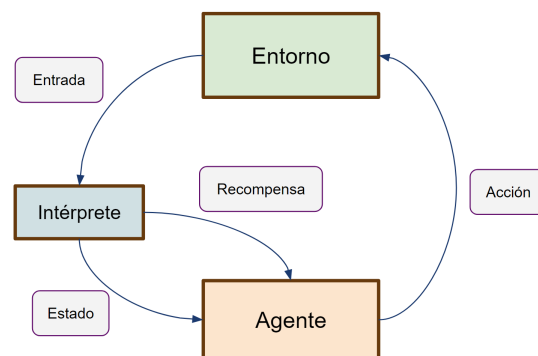 Entorno
Entrada
Recompensa
Acción
Intérprete
Estado
Agente